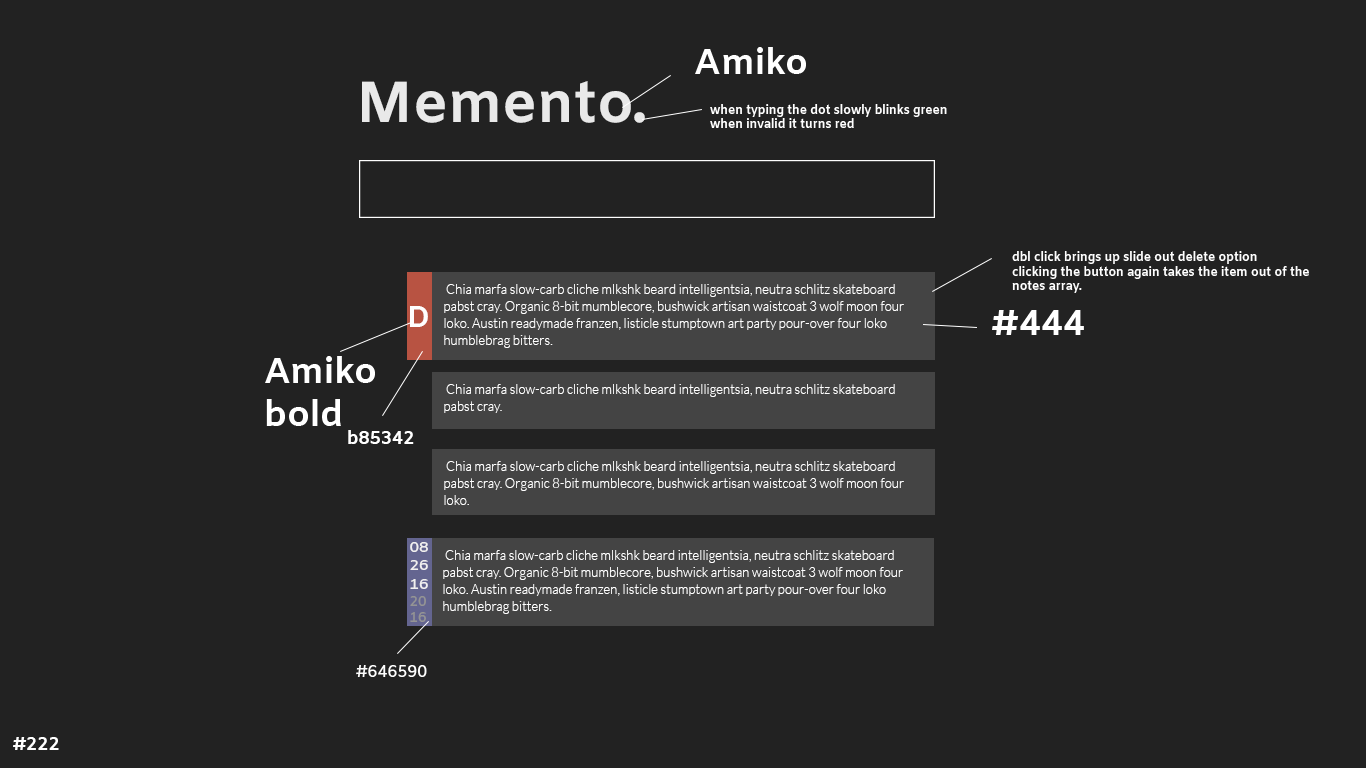 Amiko
Memento.
when typing the dot slowly blinks green
when invalid it turns red
dbl click brings up slide out delete option
clicking the button again takes the item out of the
notes array.
#444
D
Chia marfa slow-carb cliche mlkshk beard intelligentsia, neutra schlitz skateboard
pabst cray. Organic 8-bit mumblecore, bushwick artisan waistcoat 3 wolf moon four
loko. Austin readymade franzen, listicle stumptown art party pour-over four loko
humblebrag bitters.
Amiko
bold
b85342
Chia marfa slow-carb cliche mlkshk beard intelligentsia, neutra schlitz skateboard
pabst cray.
Chia marfa slow-carb cliche mlkshk beard intelligentsia, neutra schlitz skateboard
pabst cray. Organic 8-bit mumblecore, bushwick artisan waistcoat 3 wolf moon four
loko.
08
26
16
20
16
Chia marfa slow-carb cliche mlkshk beard intelligentsia, neutra schlitz skateboard
pabst cray. Organic 8-bit mumblecore, bushwick artisan waistcoat 3 wolf moon four
loko. Austin readymade franzen, listicle stumptown art party pour-over four loko
humblebrag bitters.
#646590
#222